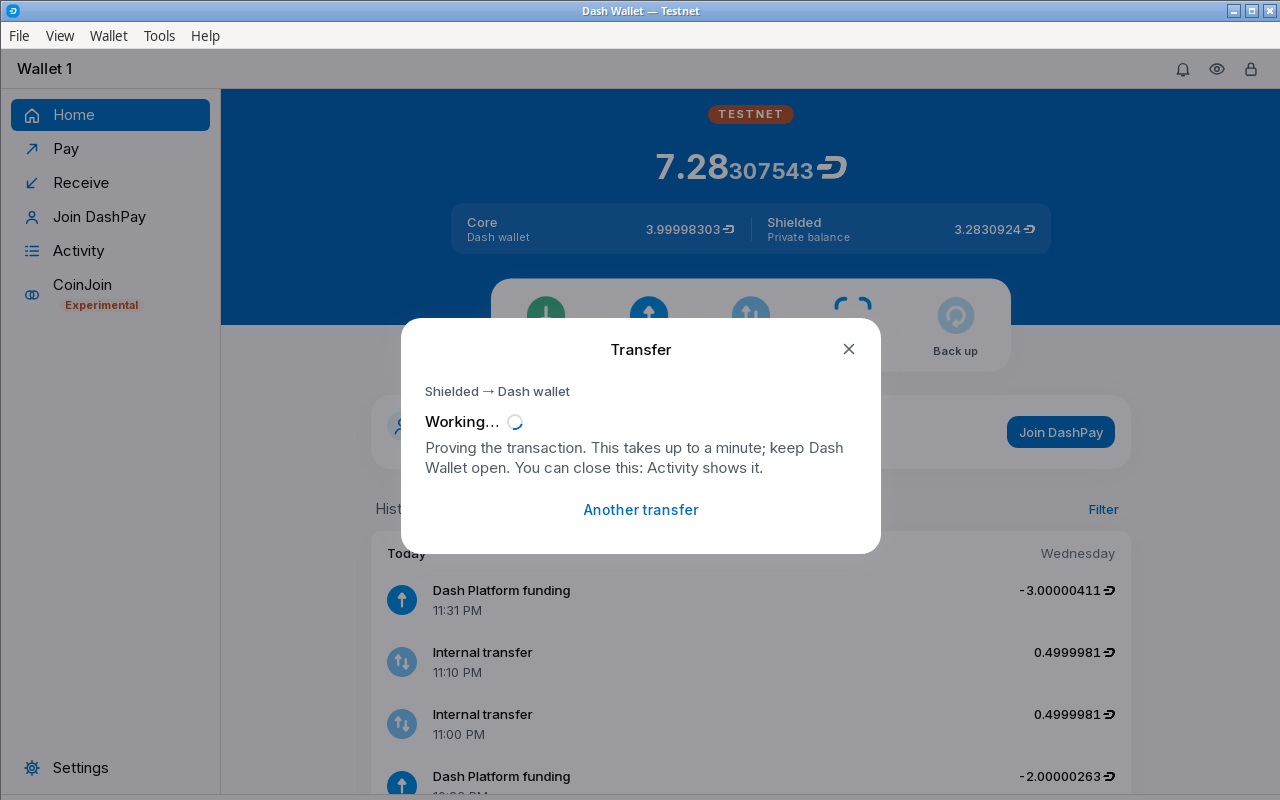 Dash Wallet — Testnet
File View Wallet Tools Help
Wallet 1
Home
Pay
Receive
Join DashPay
Activity
CoinJoin
Experimental
Settings
TESTNET
7.28307543
Core
Dash wallet
3.99998303
Shielded
Private balance
3.2830924
Back up
Join DashPay
Transfer
Shielded → Dash wallet
Working...
Proving the transaction. This takes up to a minute; keep Dash
Wallet open. You can close this: Activity shows it.
Another transfer
Filter
Today
Wednesday
Dash Platform funding
-3.00000411
11:31 PM
Internal transfer
0.4999981
11:10 PM
Internal transfer
0.4999981
11:00 PM
Dash Platform funding
-2.00000263